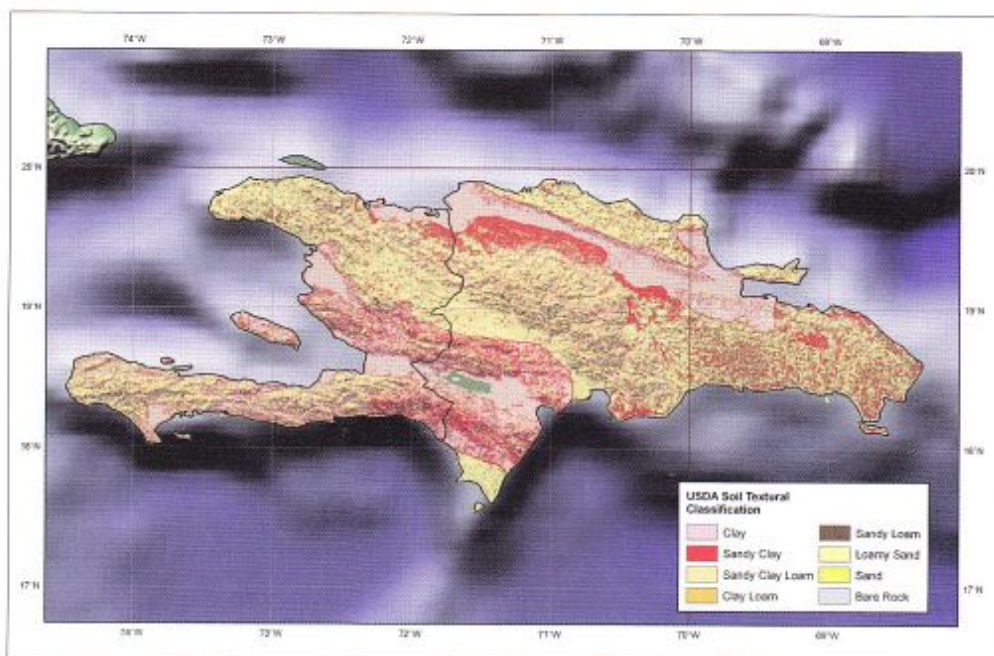 74°W 73°W 72°W 71°W 70°W 69°W
20°N 20°N
19°N 19°N
18°N 18°N
17°N 17°N
USDA Soil Textural
Classification
Clay
Sandy Clay
Sandy Clay Loam
Clay Loam
Sandy Loam
Loamy Sand
Sand
Bare Rock
74°W 73°W 72°W 71°W 70°W 69°W